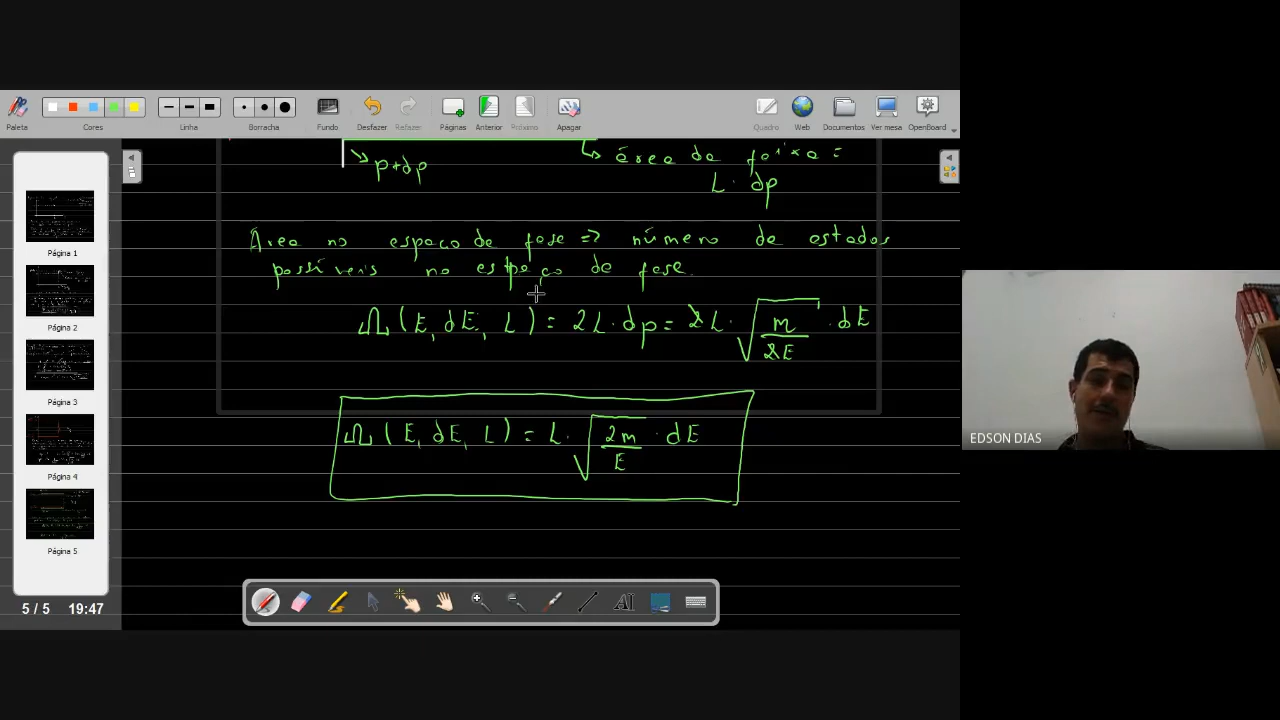 Paleta Cores Linha Borracha Fundo Desfazer Refazer Páginas Anterior Próximo Apagar Quadro Web Documentos Ver mesa OpenBoard
↳ p+dp
↳ área da faixa =
L. dp
Área no espaço de fase => número de estados
possíveis no espaço de fase.
Ω(E, dE, L) = 2L.dp = 2L.√(m/2E).dE
Ω(E, dE, L) = L.√(2m/E).dE
Página 1
Página 2
Página 3
Página 4
Página 5
5 / 5 19:47
EDSON DIAS
AI